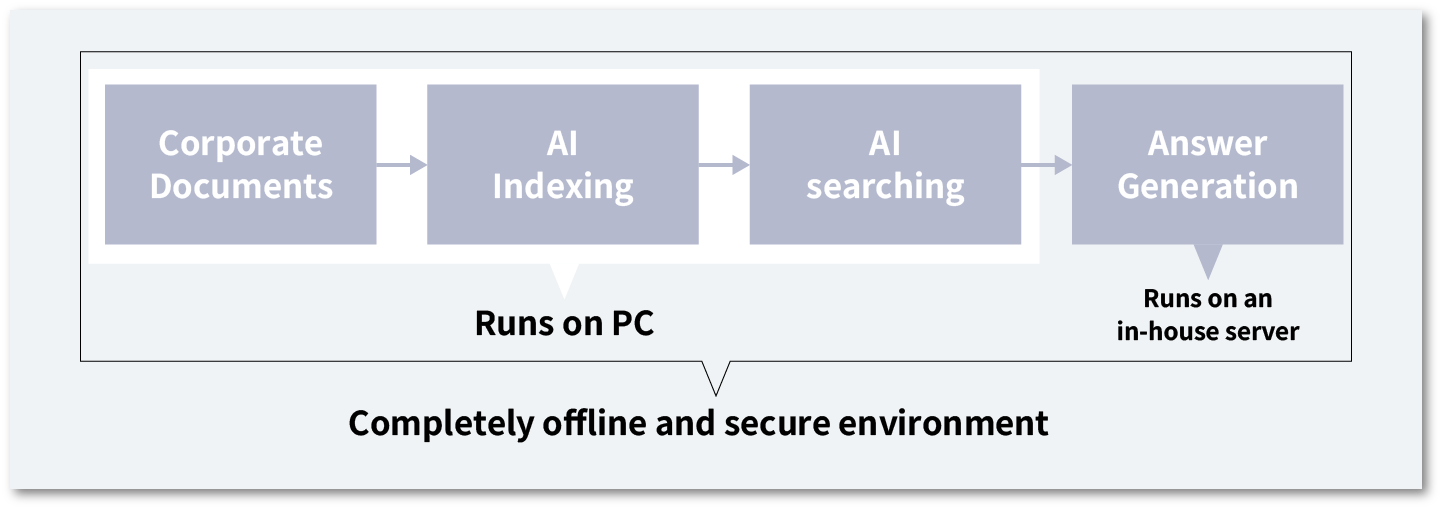 Corporate
Documents
AI
Indexing
AI
searching
Answer
Generation
Runs on PC
Runs on an
in-house server
Completely offline and secure environment